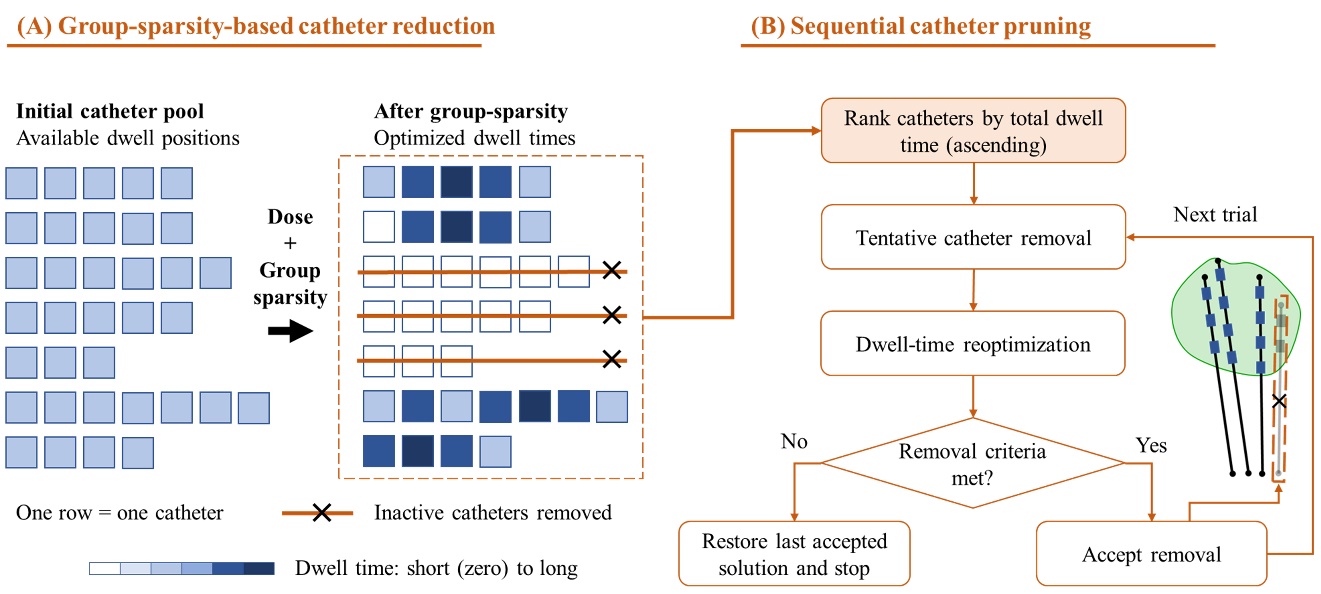 (A) Group-sparsity-based catheter reduction
Initial catheter pool
Available dwell positions
Dose
+
Group
sparsity
After group-sparsity
Optimized dwell times
One row = one catheter
Inactive catheters removed
Dwell time: short (zero) to long
(B) Sequential catheter pruning
Rank catheters by total dwell
time (ascending)
Tentative catheter removal
Next trial
Dwell-time reoptimization
Removal criteria
met?
No
Yes
Restore last accepted
solution and stop
Accept removal